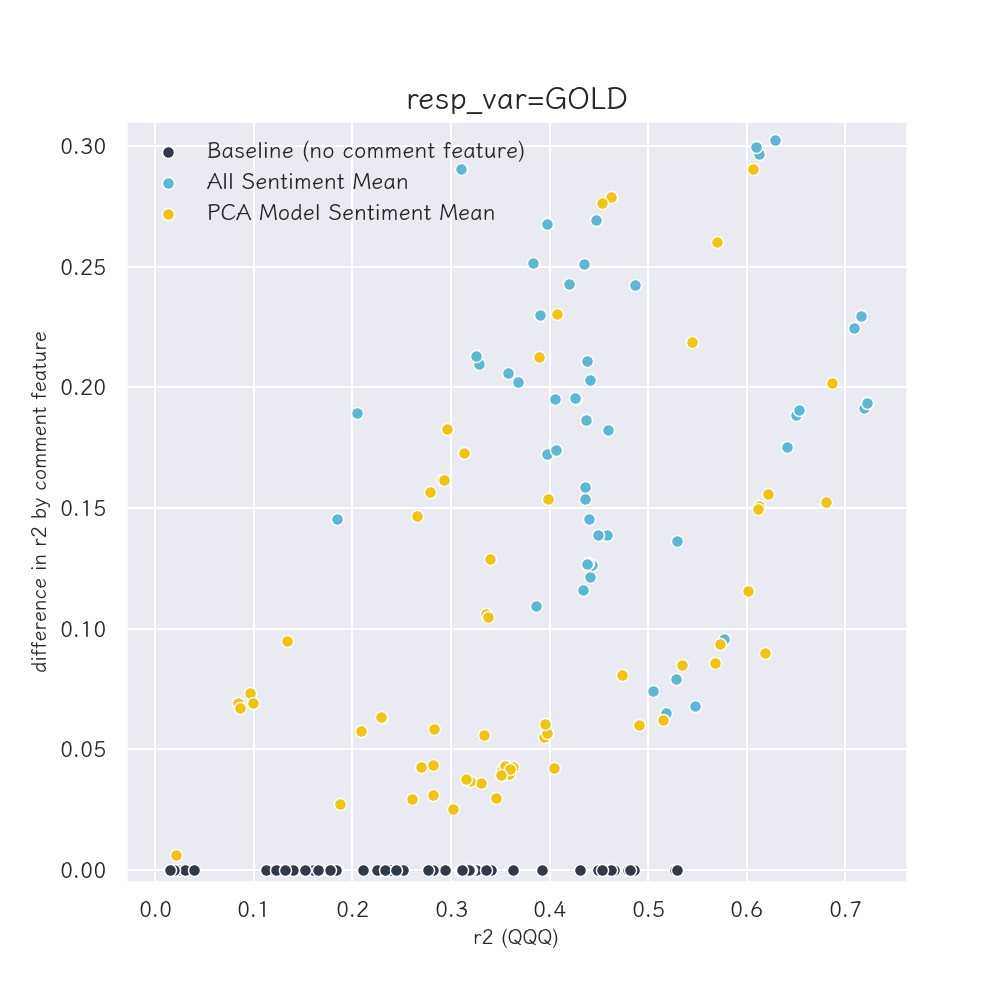 resp_var=GOLD
0.30
0.25
0.20
0.15
0.10
0.05
0.00
difference in r2 by comment feature
Baseline (no comment feature)
All Sentiment Mean
PCA Model Sentiment Mean
0.0 0.1 0.2 0.3 0.4 0.5 0.6 0.7
r2 (QQQ)